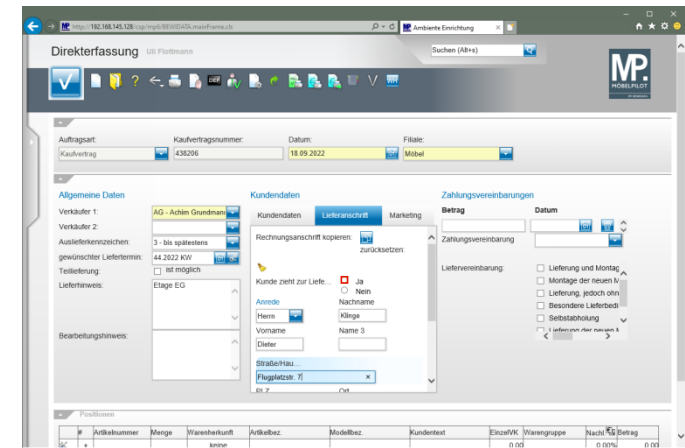 http://192.168.145.128/csp/mp6/BEWIDATA.mainFrame.cls
Ambiente Einrichtung
Direkterfassung Uli Flottmann
Suchen (Alt+s)
MP.
MÖBELPILOT
Auftragsart: Kaufvertragsnummer: Datum: Filiale:
Kaufvertrag 438206 18.09.2022 Möbel
Allgemeine Daten Kundendaten Zahlungsvereinbarungen
Verkäufer 1: AG - Achim Grundmann
Verkäufer 2:
Auslieferkennzeichen: 3 - bis spätestens
gewünschter Liefertermin: 44.2022 KW
Teillieferung: ist möglich
Lieferhinweis: Etage EG
Bearbeitungshinweis:
Kundendaten Lieferanschrift Marketing
Rechnungsanschrift kopieren:
zurücksetzen:
Kunde zieht zur Liefe... Ja
Nein
Anrede Nachname
Herrn Klinge
Vorname Name 3
Dieter
Straße/Hau...
Flugplatzstr. 7
PLZ Ort
Betrag Datum
Zahlungsvereinbarung
Liefervereinbarung: Lieferung und Montag
Montage der neuen M
Lieferung, jedoch ohn
Besondere Lieferbedi
Selbstabholung
Lieferung der neuen M
Positionen
# Artikelnummer Menge Warenherkunft Artikelbez. Modellbez. Kundentext EinzelVK Warengruppe Nachl Betrag
+ keine 0.00 0.00% 0.00